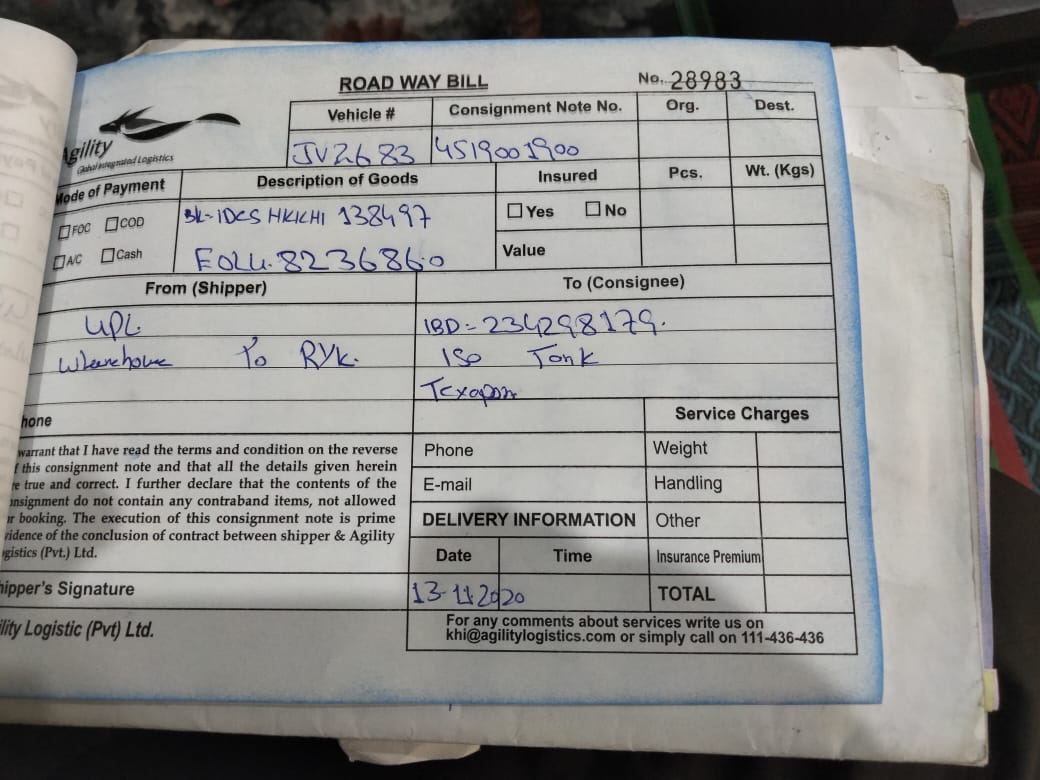 ROAD WAY BILL
No. 28983
Agility
Global Integrated Logistics
Vehicle #
Consignment Note No.
Org.
Dest.
JV2683
4519001900
Mode of Payment
Description of Goods
Insured
Pcs.
Wt. (Kgs)
FOC
COD
138497
Yes
No
A/C
Cash
EOLU.8236860
Value
From (Shipper)
To (Consignee)
UPL
IBD-234298179.
To RYK.
ISO Tank
hone
Service Charges
warrant that I have read the terms and condition on the reverse
f this consignment note and that all the details given herein
re true and correct. I further declare that the contents of the
onsignment do not contain any contraband items, not allowed
or booking. The execution of this consignment note is prime
vidence of the conclusion of contract between shipper & Agility
gistics (Pvt.) Ltd.
Phone
Weight
E-mail
Handling
DELIVERY INFORMATION
Other
Date
Time
Insurance Premium
hipper's Signature
13-11-2020
TOTAL
ility Logistic (Pvt) Ltd.
For any comments about services write us on
khi@agilitylogistics.com or simply call on 111-436-436